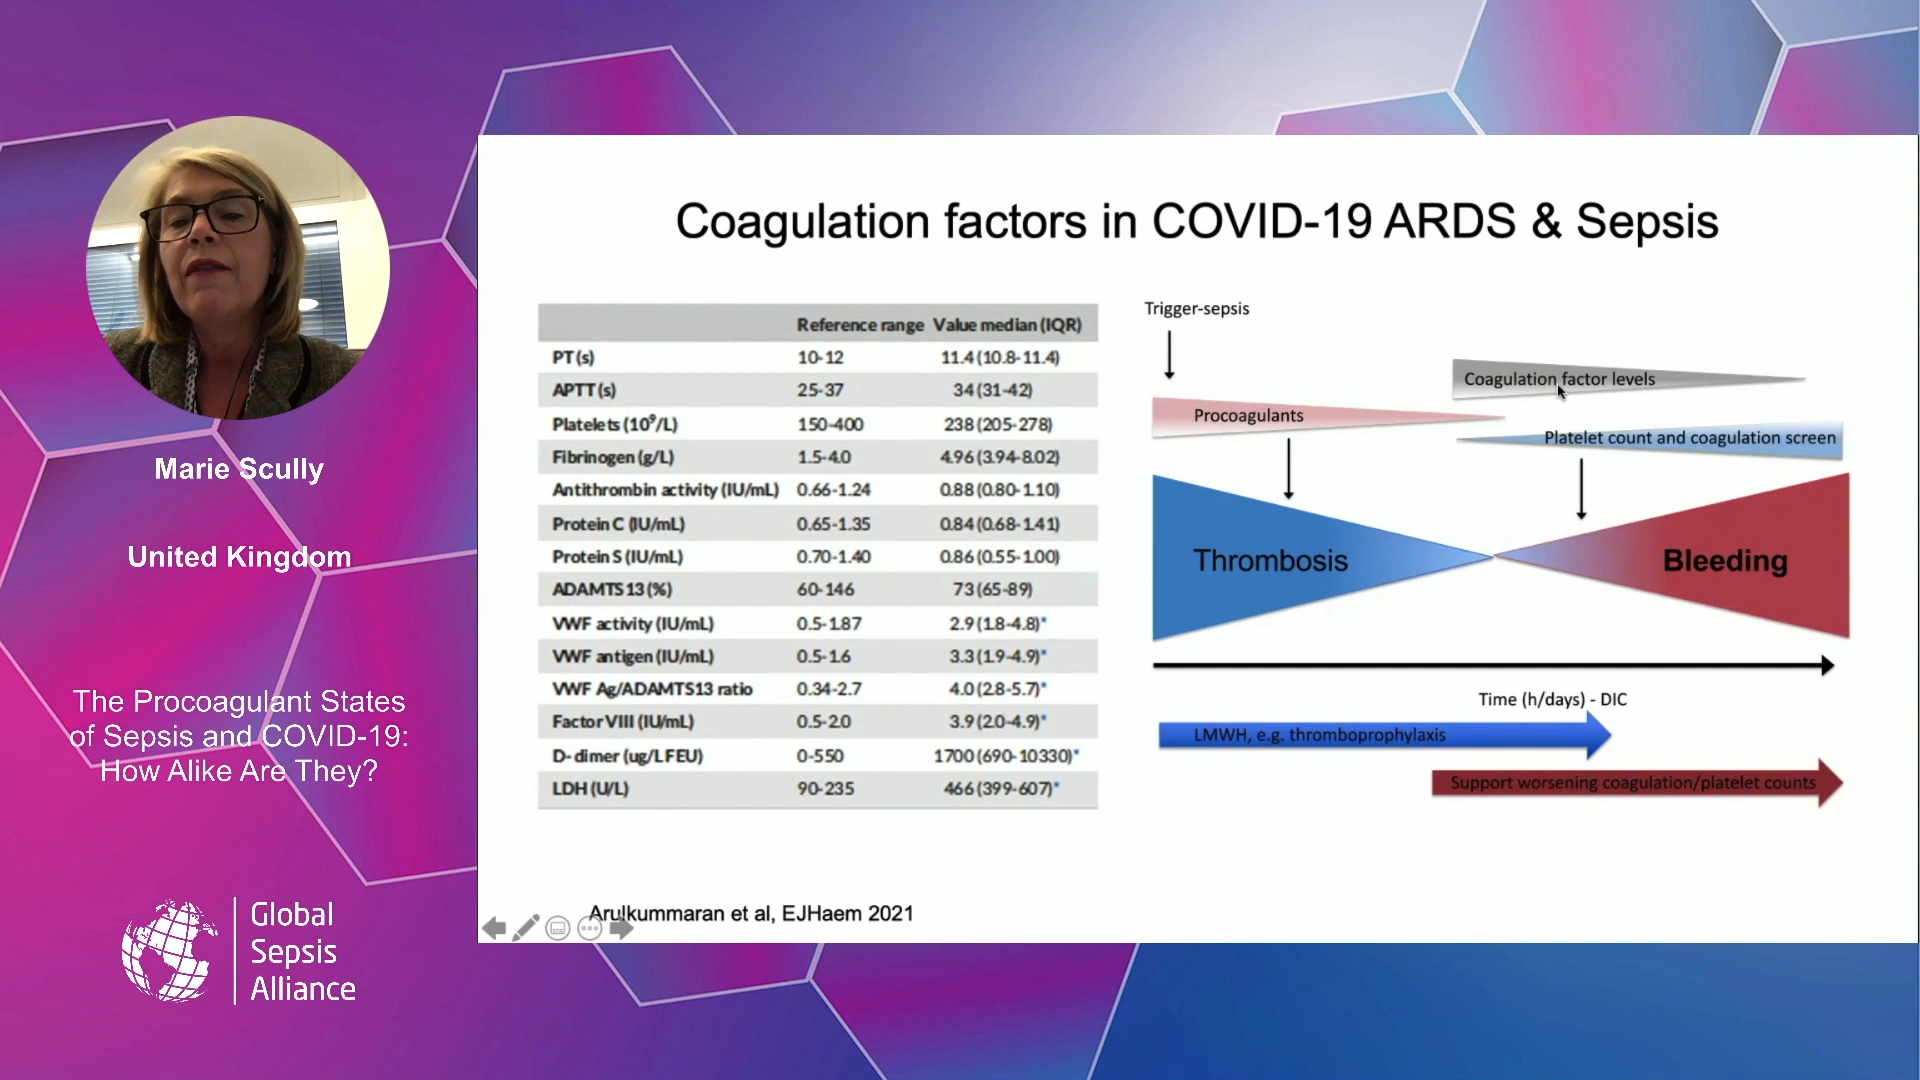 Marie Scully
United Kingdom
The Procoagulant States
of Sepsis and COVID-19:
How Alike Are They?
Global
Sepsis
Alliance
Coagulation factors in COVID-19 ARDS & Sepsis
Reference range Value median (IQR)
PT (s) 10-12 11.4 (10.8-11.4)
APTT (s) 25-37 34 (31-42)
Platelets (10⁹/L) 150-400 238 (205-278)
Fibrinogen (g/L) 1.5-4.0 4.96 (3.94-8.02)
Antithrombin activity (IU/mL) 0.66-1.24 0.88 (0.80-1.10)
Protein C (IU/mL) 0.65-1.35 0.84 (0.68-1.41)
Protein S (IU/mL) 0.70-1.40 0.86 (0.55-1.00)
ADAMTS13 (%) 60-146 73 (65-89)
VWF activity (IU/mL) 0.5-1.87 2.9 (1.8-4.8)*
VWF antigen (IU/mL) 0.5-1.6 3.3 (1.9-4.9)*
VWF Ag/ADAMTS13 ratio 0.34-2.7 4.0 (2.8-5.7)*
Factor VIII (IU/mL) 0.5-2.0 3.9 (2.0-4.9)*
D-dimer (ug/L FEU) 0-550 1700 (690-10330)*
LDH (U/L) 90-235 466 (399-607)*
Trigger-sepsis
Coagulation factor levels
Procoagulants
Platelet count and coagulation screen
Thrombosis
Bleeding
Time (h/days) - DIC
LMWH, e.g. thromboprophylaxis
Support worsening coagulation/platelet counts
Arulkummaran et al, EJHaem 2021